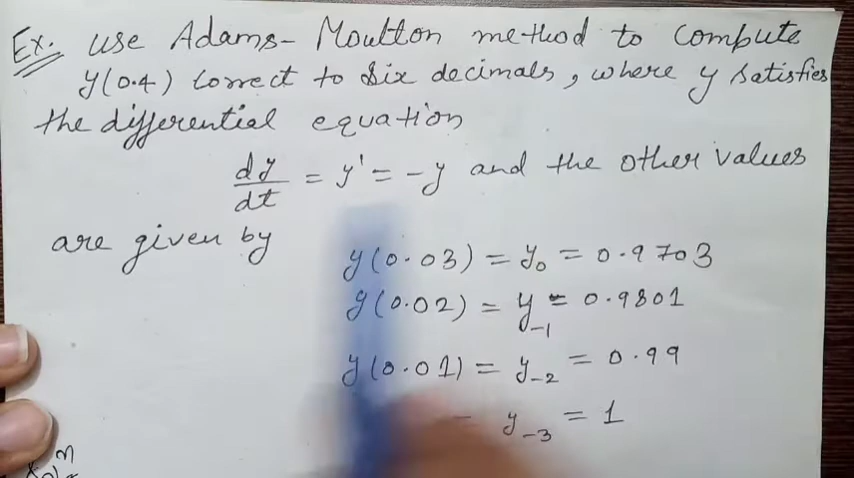 Ex. Use Adams-Moulton method to compute
y(0.4) correct to six decimals, where y satisfies
the differential equation
dy/dt = y' = -y and the other values
are given by
y(0.03) = y₀ = 0.9703
y(0.02) = y₋₁ = 0.9801
y(0.01) = y₋₂ = 0.99
= y₋₃ = 1